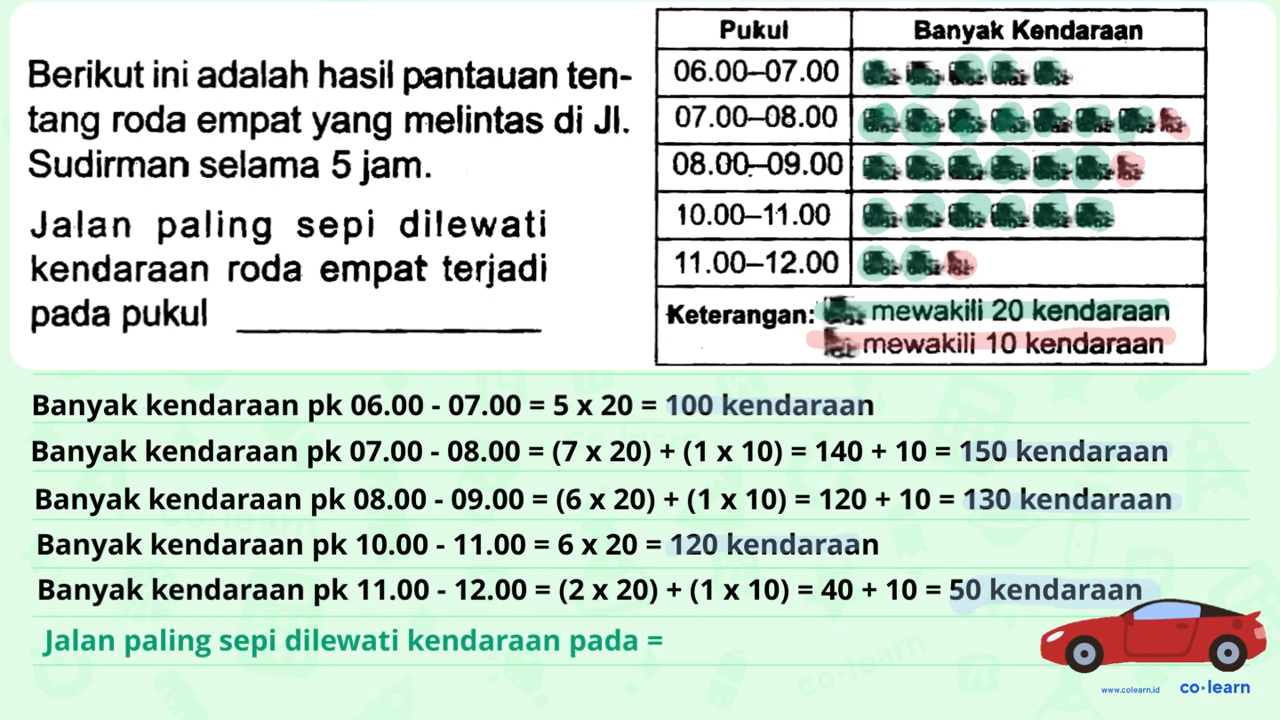 Berikut ini adalah hasil pantauan ten-
tang roda empat yang melintas di Jl.
Sudirman selama 5 jam.
Jalan paling sepi dilewati
kendaraan roda empat terjadi
pada pukul
Pukul Banyak Kendaraan
06.00–07.00
07.00–08.00
08.00–09.00
10.00–11.00
11.00–12.00
Keterangan: mewakili 20 kendaraan
mewakili 10 kendaraan
Banyak kendaraan pk 06.00 - 07.00 = 5 x 20 = 100 kendaraan
Banyak kendaraan pk 07.00 - 08.00 = (7 x 20) + (1 x 10) = 140 + 10 = 150 kendaraan
Banyak kendaraan pk 08.00 - 09.00 = (6 x 20) + (1 x 10) = 120 + 10 = 130 kendaraan
Banyak kendaraan pk 10.00 - 11.00 = 6 x 20 = 120 kendaraan
Banyak kendaraan pk 11.00 - 12.00 = (2 x 20) + (1 x 10) = 40 + 10 = 50 kendaraan
Jalan paling sepi dilewati kendaraan pada =
www.colearn.id co·learn